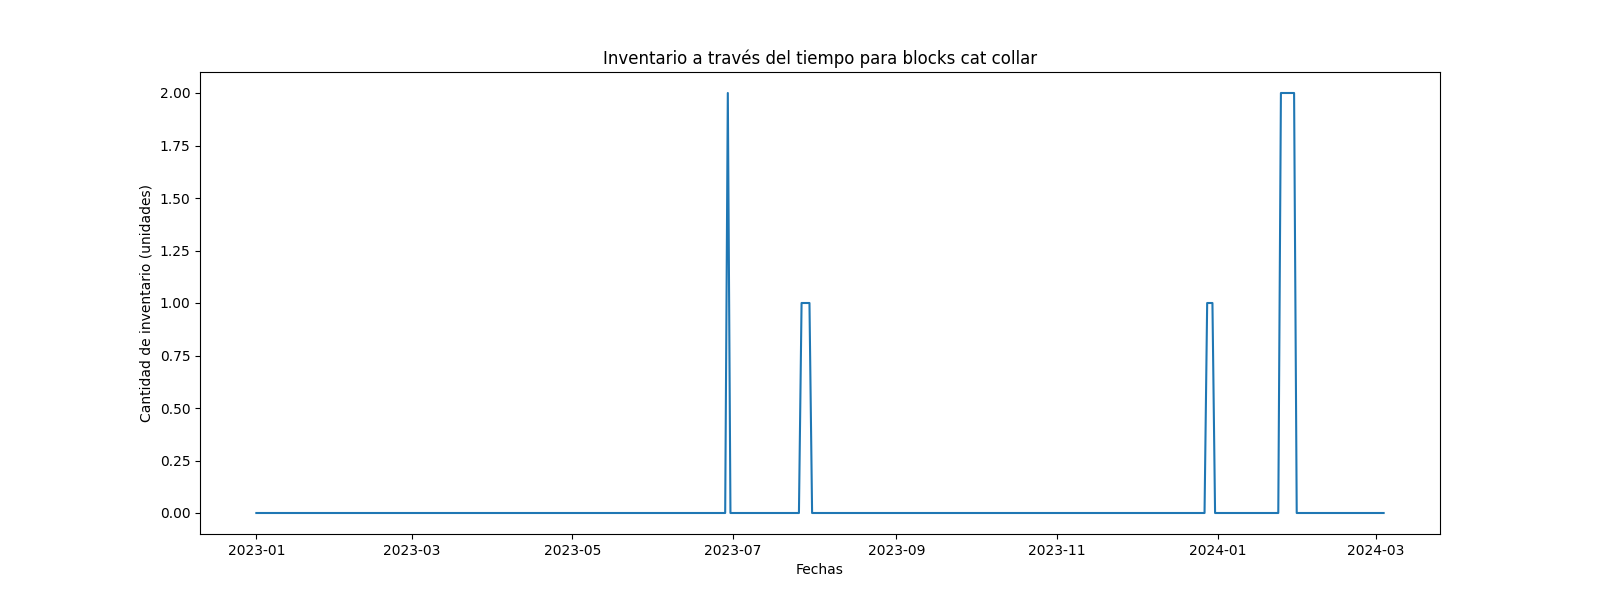 Inventario a través del tiempo para blocks cat collar
Cantidad de inventario (unidades)
2.00
1.75
1.50
1.25
1.00
0.75
0.50
0.25
0.00
2023-01 2023-03 2023-05 2023-07 2023-09 2023-11 2024-01 2024-03
Fechas